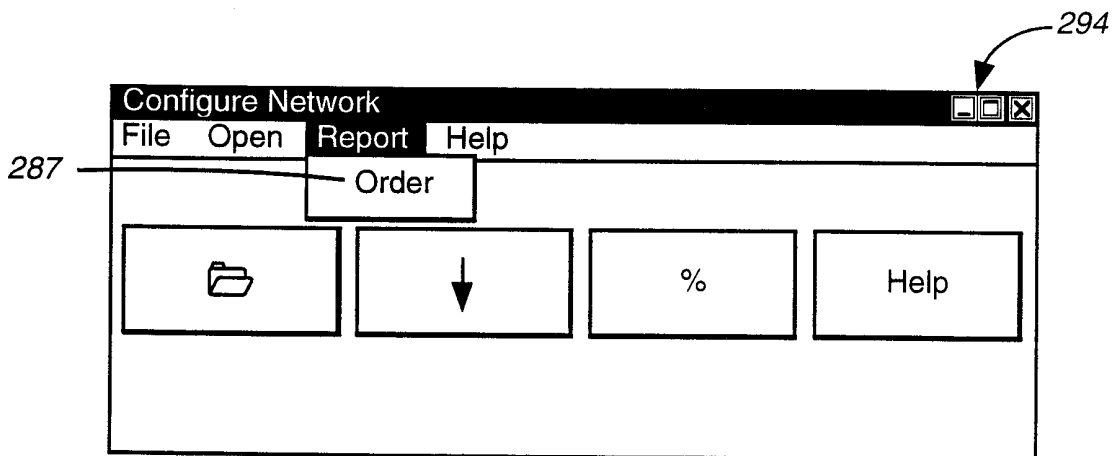 294
Configure Network
File Open Report Help
287 Order
% Help